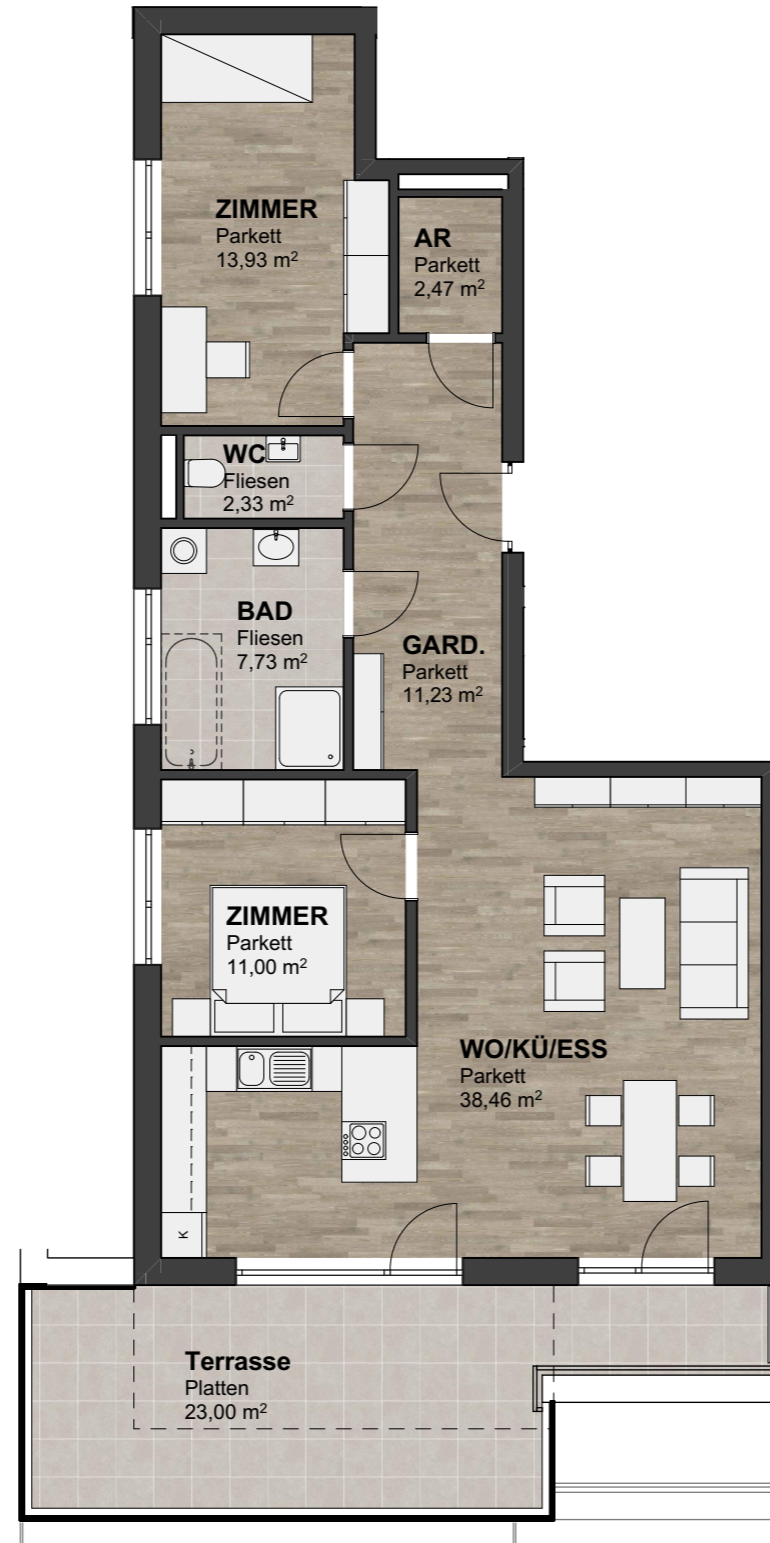 ZIMMER
Parkett
13,93 m²
AR
Parkett
2,47 m²
WC
Fliesen
2,33 m²
BAD
Fliesen
7,73 m²
GARD.
Parkett
11,23 m²
ZIMMER
Parkett
11,00 m²
WO/KÜ/ESS
Parkett
38,46 m²
K
Terrasse
Platten
23,00 m²